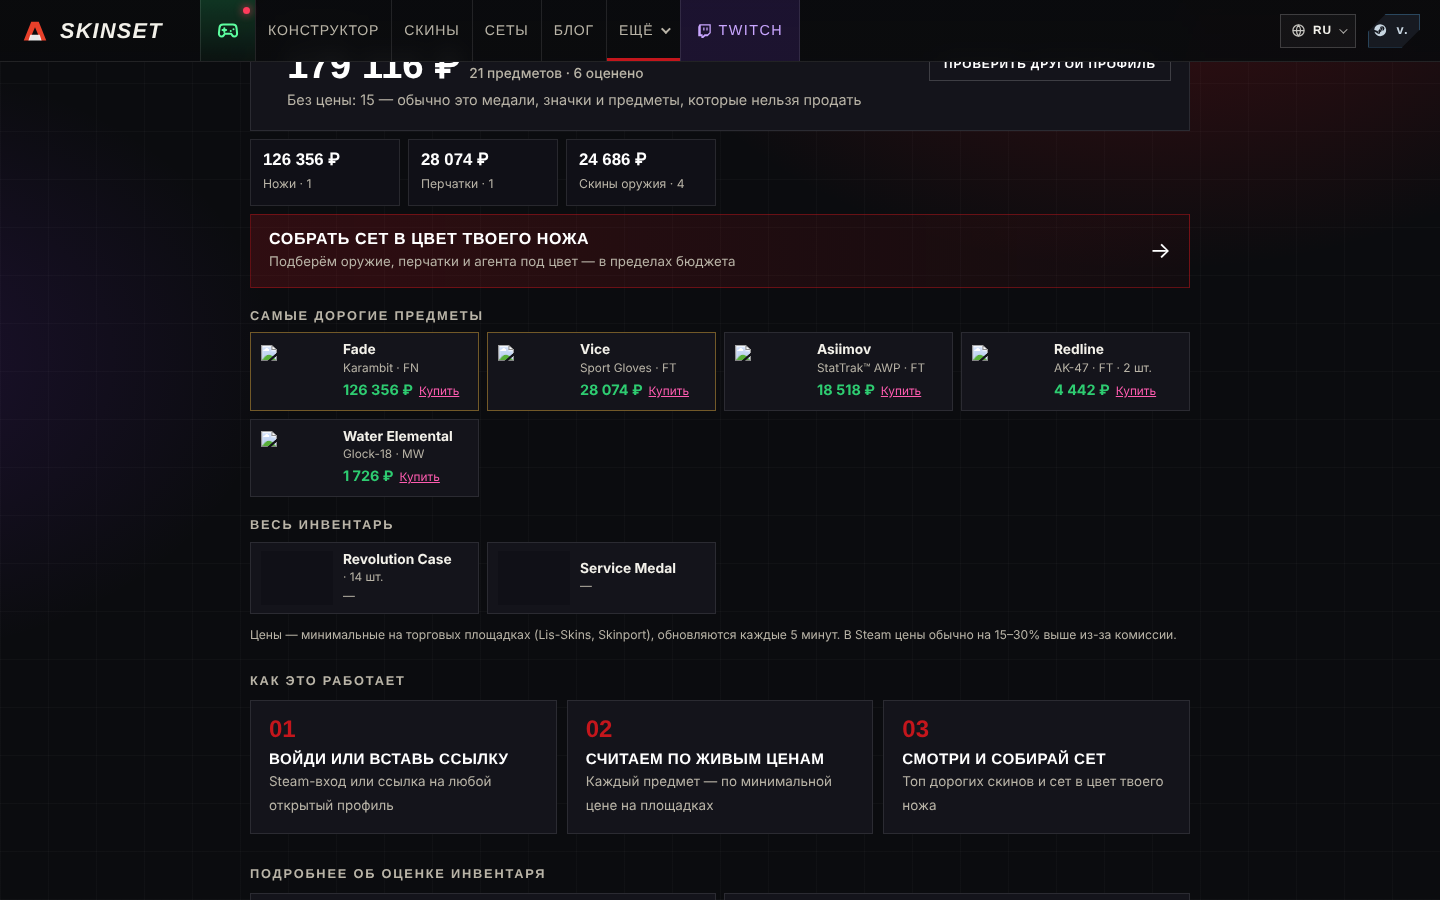 SKINSET
КОНСТРУКТОР
СКИНЫ
СЕТЫ
БЛОГ
ЕЩЁ
TWITCH
RU
v.
179 116 ₽ 21 предметов · 6 оценено
ПРОВЕРИТЬ ДРУГОЙ ПРОФИЛЬ
Без цены: 15 — обычно это медали, значки и предметы, которые нельзя продать
126 356 ₽
Ножи · 1
28 074 ₽
Перчатки · 1
24 686 ₽
Скины оружия · 4
СОБРАТЬ СЕТ В ЦВЕТ ТВОЕГО НОЖА
Подберём оружие, перчатки и агента под цвет — в пределах бюджета
САМЫЕ ДОРОГИЕ ПРЕДМЕТЫ
Fade
Karambit · FN
126 356 ₽ Купить
Vice
Sport Gloves · FT
28 074 ₽ Купить
Asiimov
StatTrak™ AWP · FT
18 518 ₽ Купить
Redline
AK-47 · FT · 2 шт.
4 442 ₽ Купить
Water Elemental
Glock-18 · MW
1 726 ₽ Купить
ВЕСЬ ИНВЕНТАРЬ
Revolution Case
· 14 шт.
—
Service Medal
—
Цены — минимальные на торговых площадках (Lis-Skins, Skinport), обновляются каждые 5 минут. В Steam цены обычно на 15–30% выше из-за комиссии.
КАК ЭТО РАБОТАЕТ
01
ВОЙДИ ИЛИ ВСТАВЬ ССЫЛКУ
Steam-вход или ссылка на любой
открытый профиль
02
СЧИТАЕМ ПО ЖИВЫМ ЦЕНАМ
Каждый предмет — по минимальной
цене на площадках
03
СМОТРИ И СОБИРАЙ СЕТ
Топ дорогих скинов и сет в цвет твоего
ножа
ПОДРОБНЕЕ ОБ ОЦЕНКЕ ИНВЕНТАРЯ